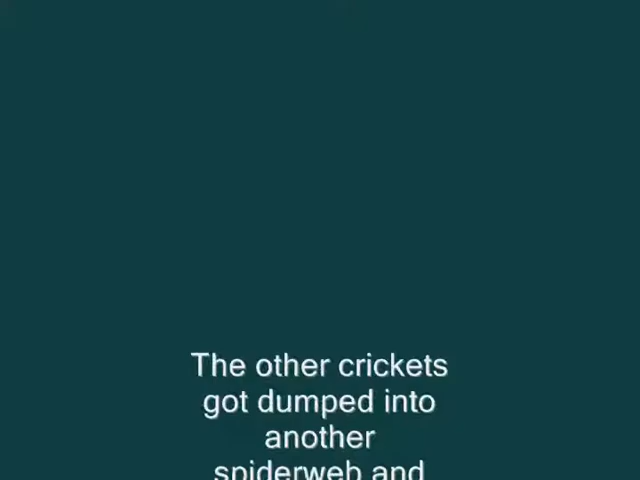 The other crickets
got dumped into
another
spiderweb and